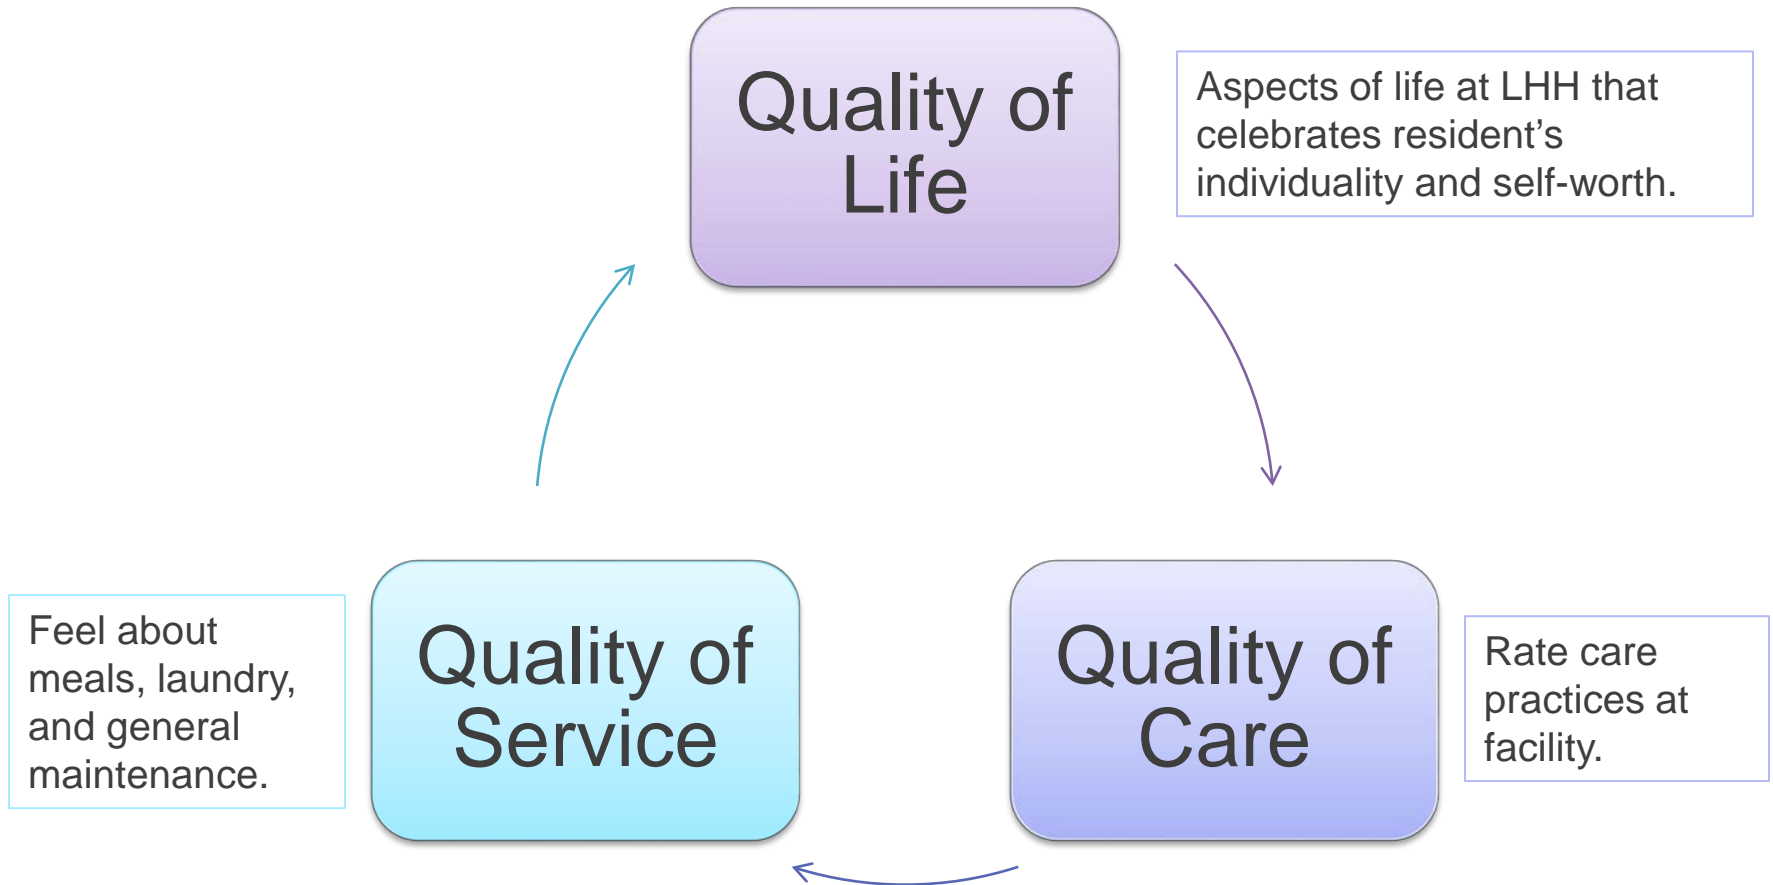 Quality of
Life
Aspects of life at LHH that
celebrates resident’s
individuality and self-worth.
Feel about
meals, laundry,
and general
maintenance.
Quality of
Service
Quality of
Care
Rate care
practices at
facility.